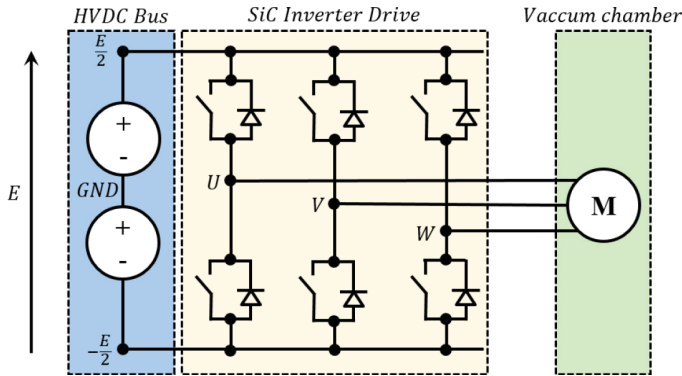 HVDC Bus
SiC Inverter Drive
Vaccum chamber
E/2
+
-
E
GND
U
V
W
M
+
-
-E/2